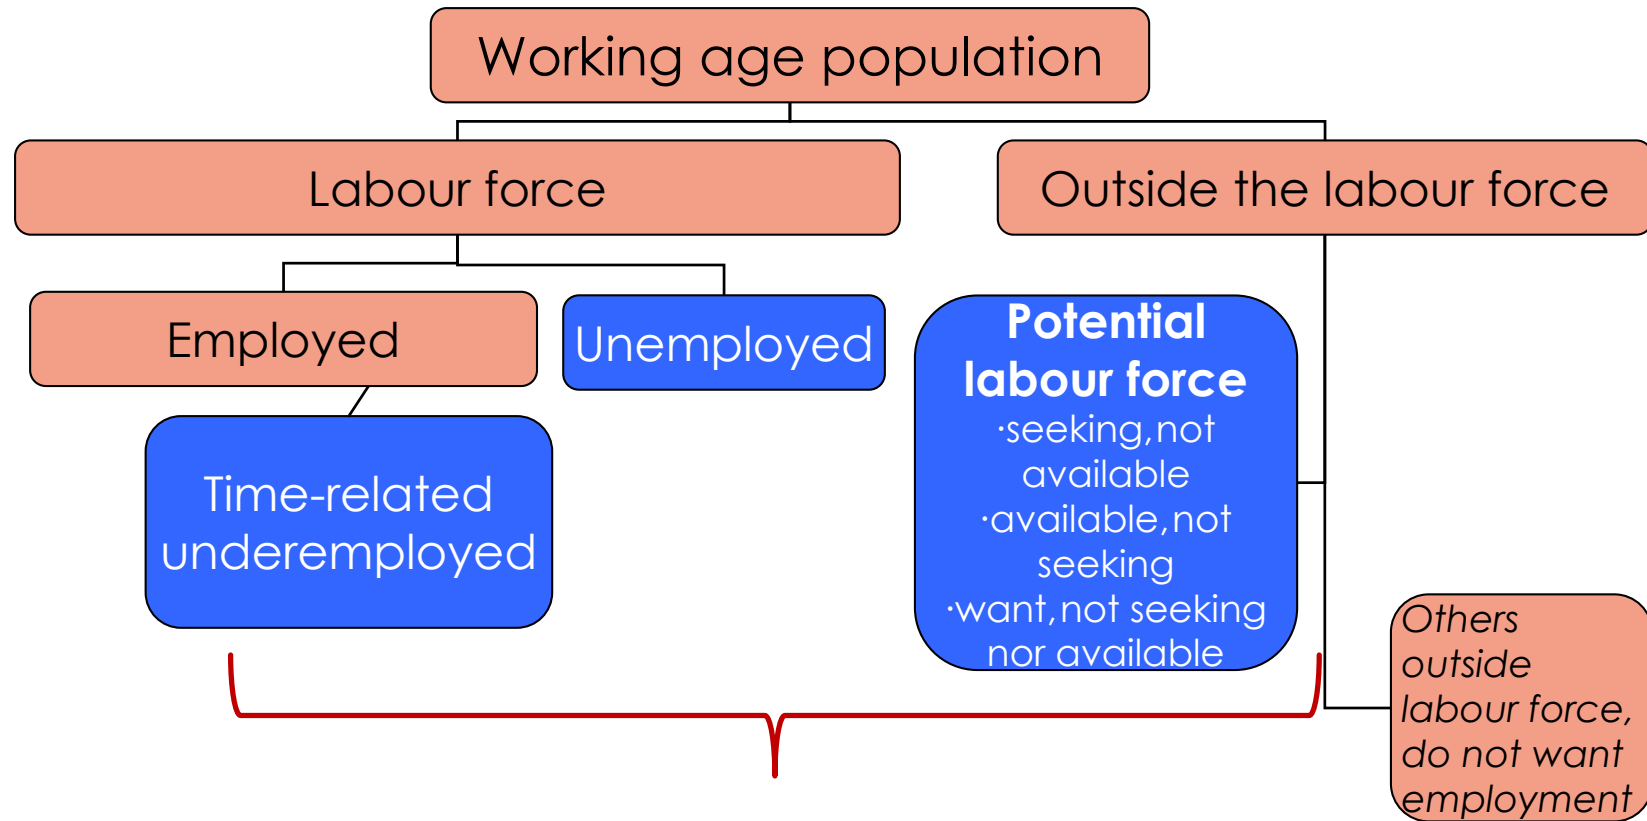 Working age population
Labour force
Outside the labour force
Employed
Unemployed
Time-related
underemployed
Potential
labour force
·seeking,not
available
·available,not
seeking
·want,not seeking
nor available
Others
outside
labour force,
do not want
employment